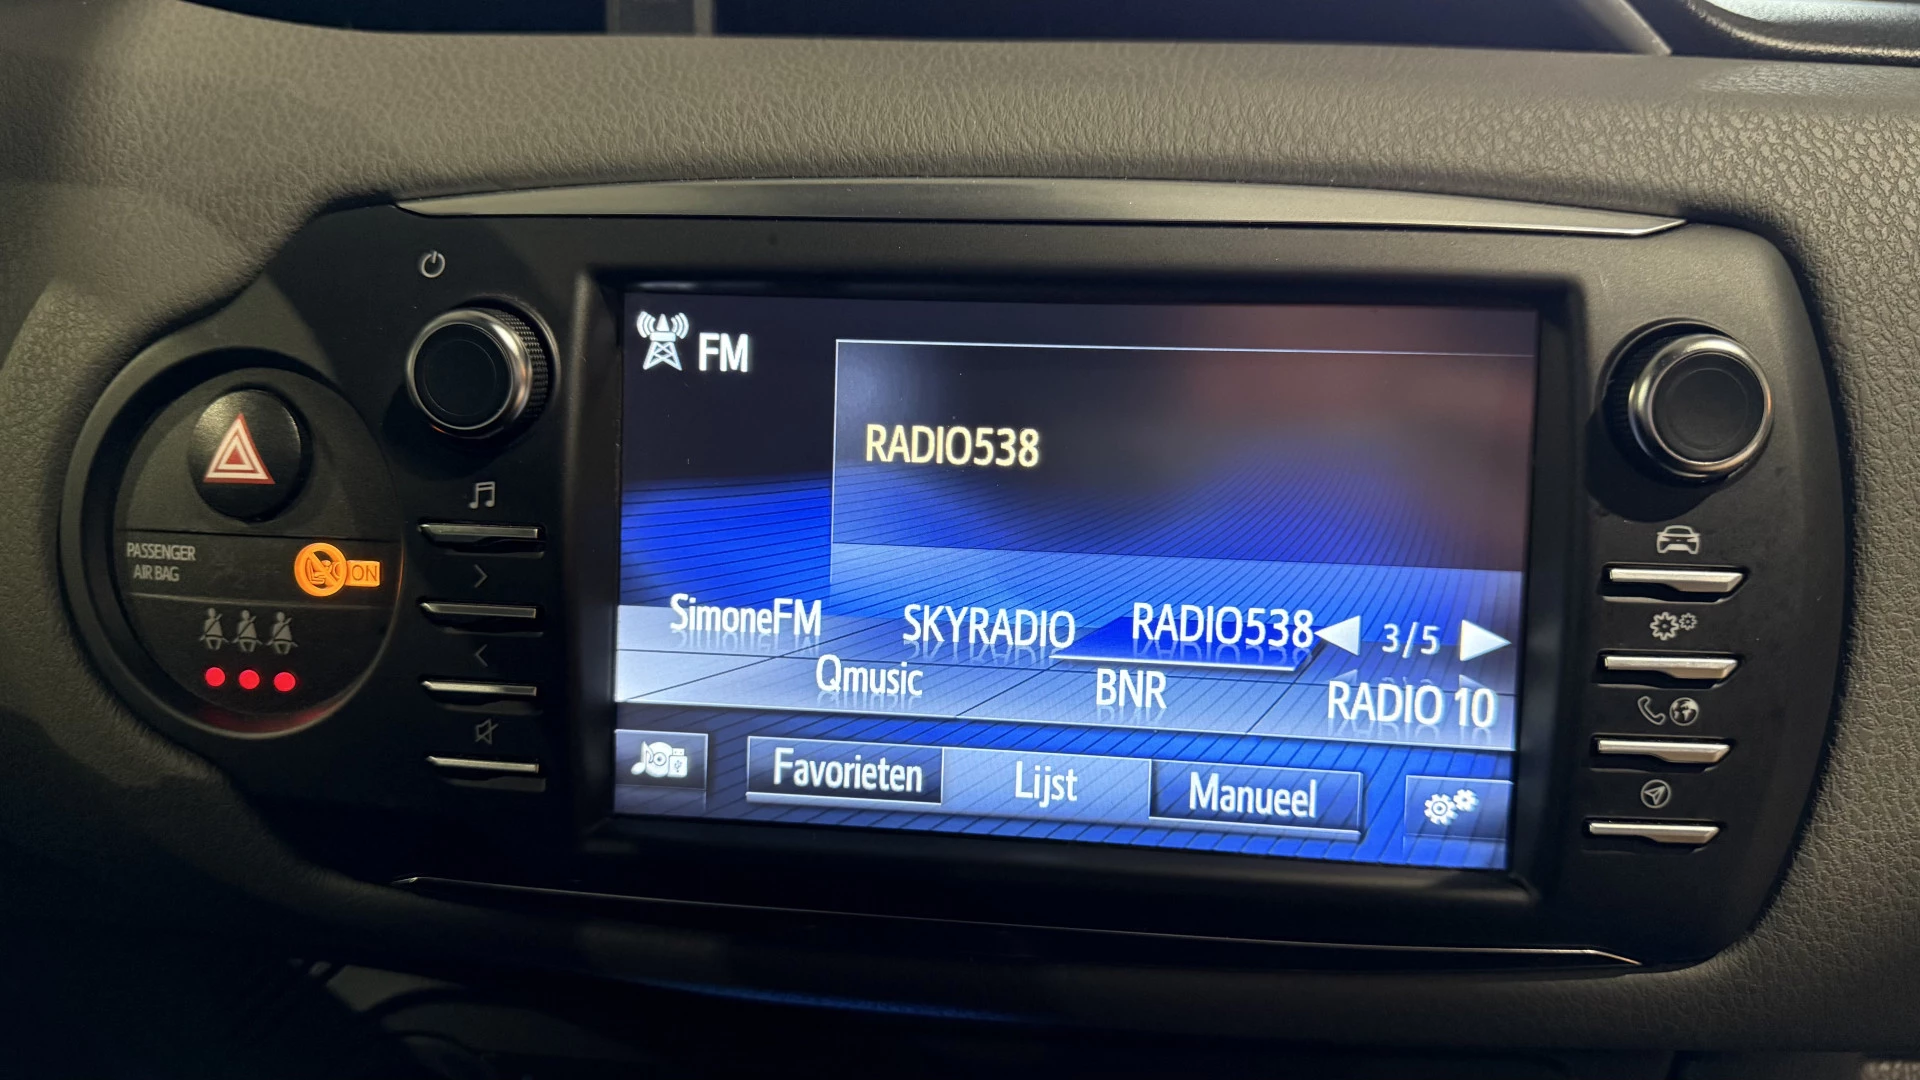 FM
RADIO538
PASSENGER
AIR BAG
ON
SimoneFM SKYRADIO RADIO538 3/5
Qmusic BNR RADIO 10
Favorieten Lijst Manueel